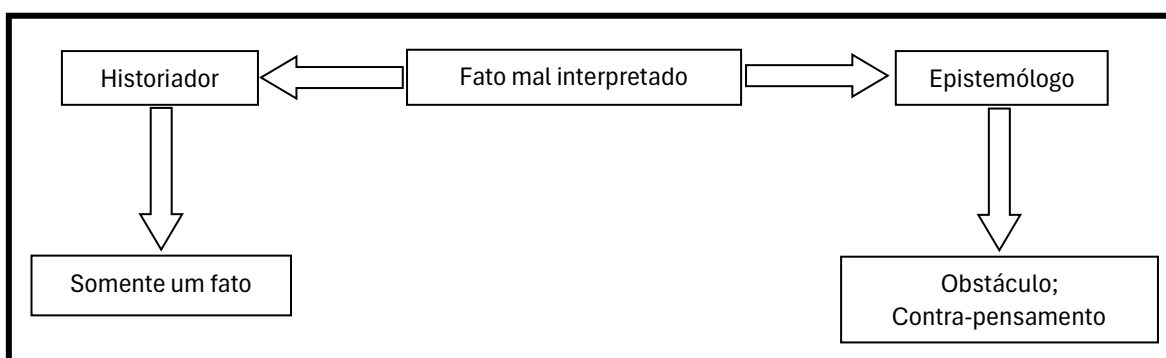 Historiador
Fato mal interpretado
Epistemólogo
Somente um fato
Obstáculo;
Contra-pensamento